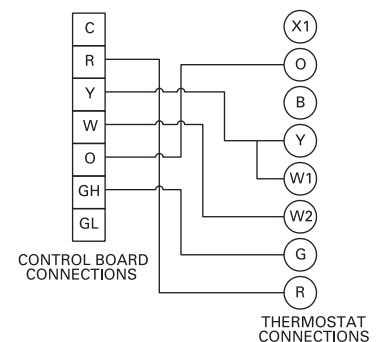 C
R
Y
W
O
GH
GL
CONTROL BOARD
CONNECTIONS
X1
O
B
Y
W1
W2
G
R
THERMOSTAT
CONNECTIONS